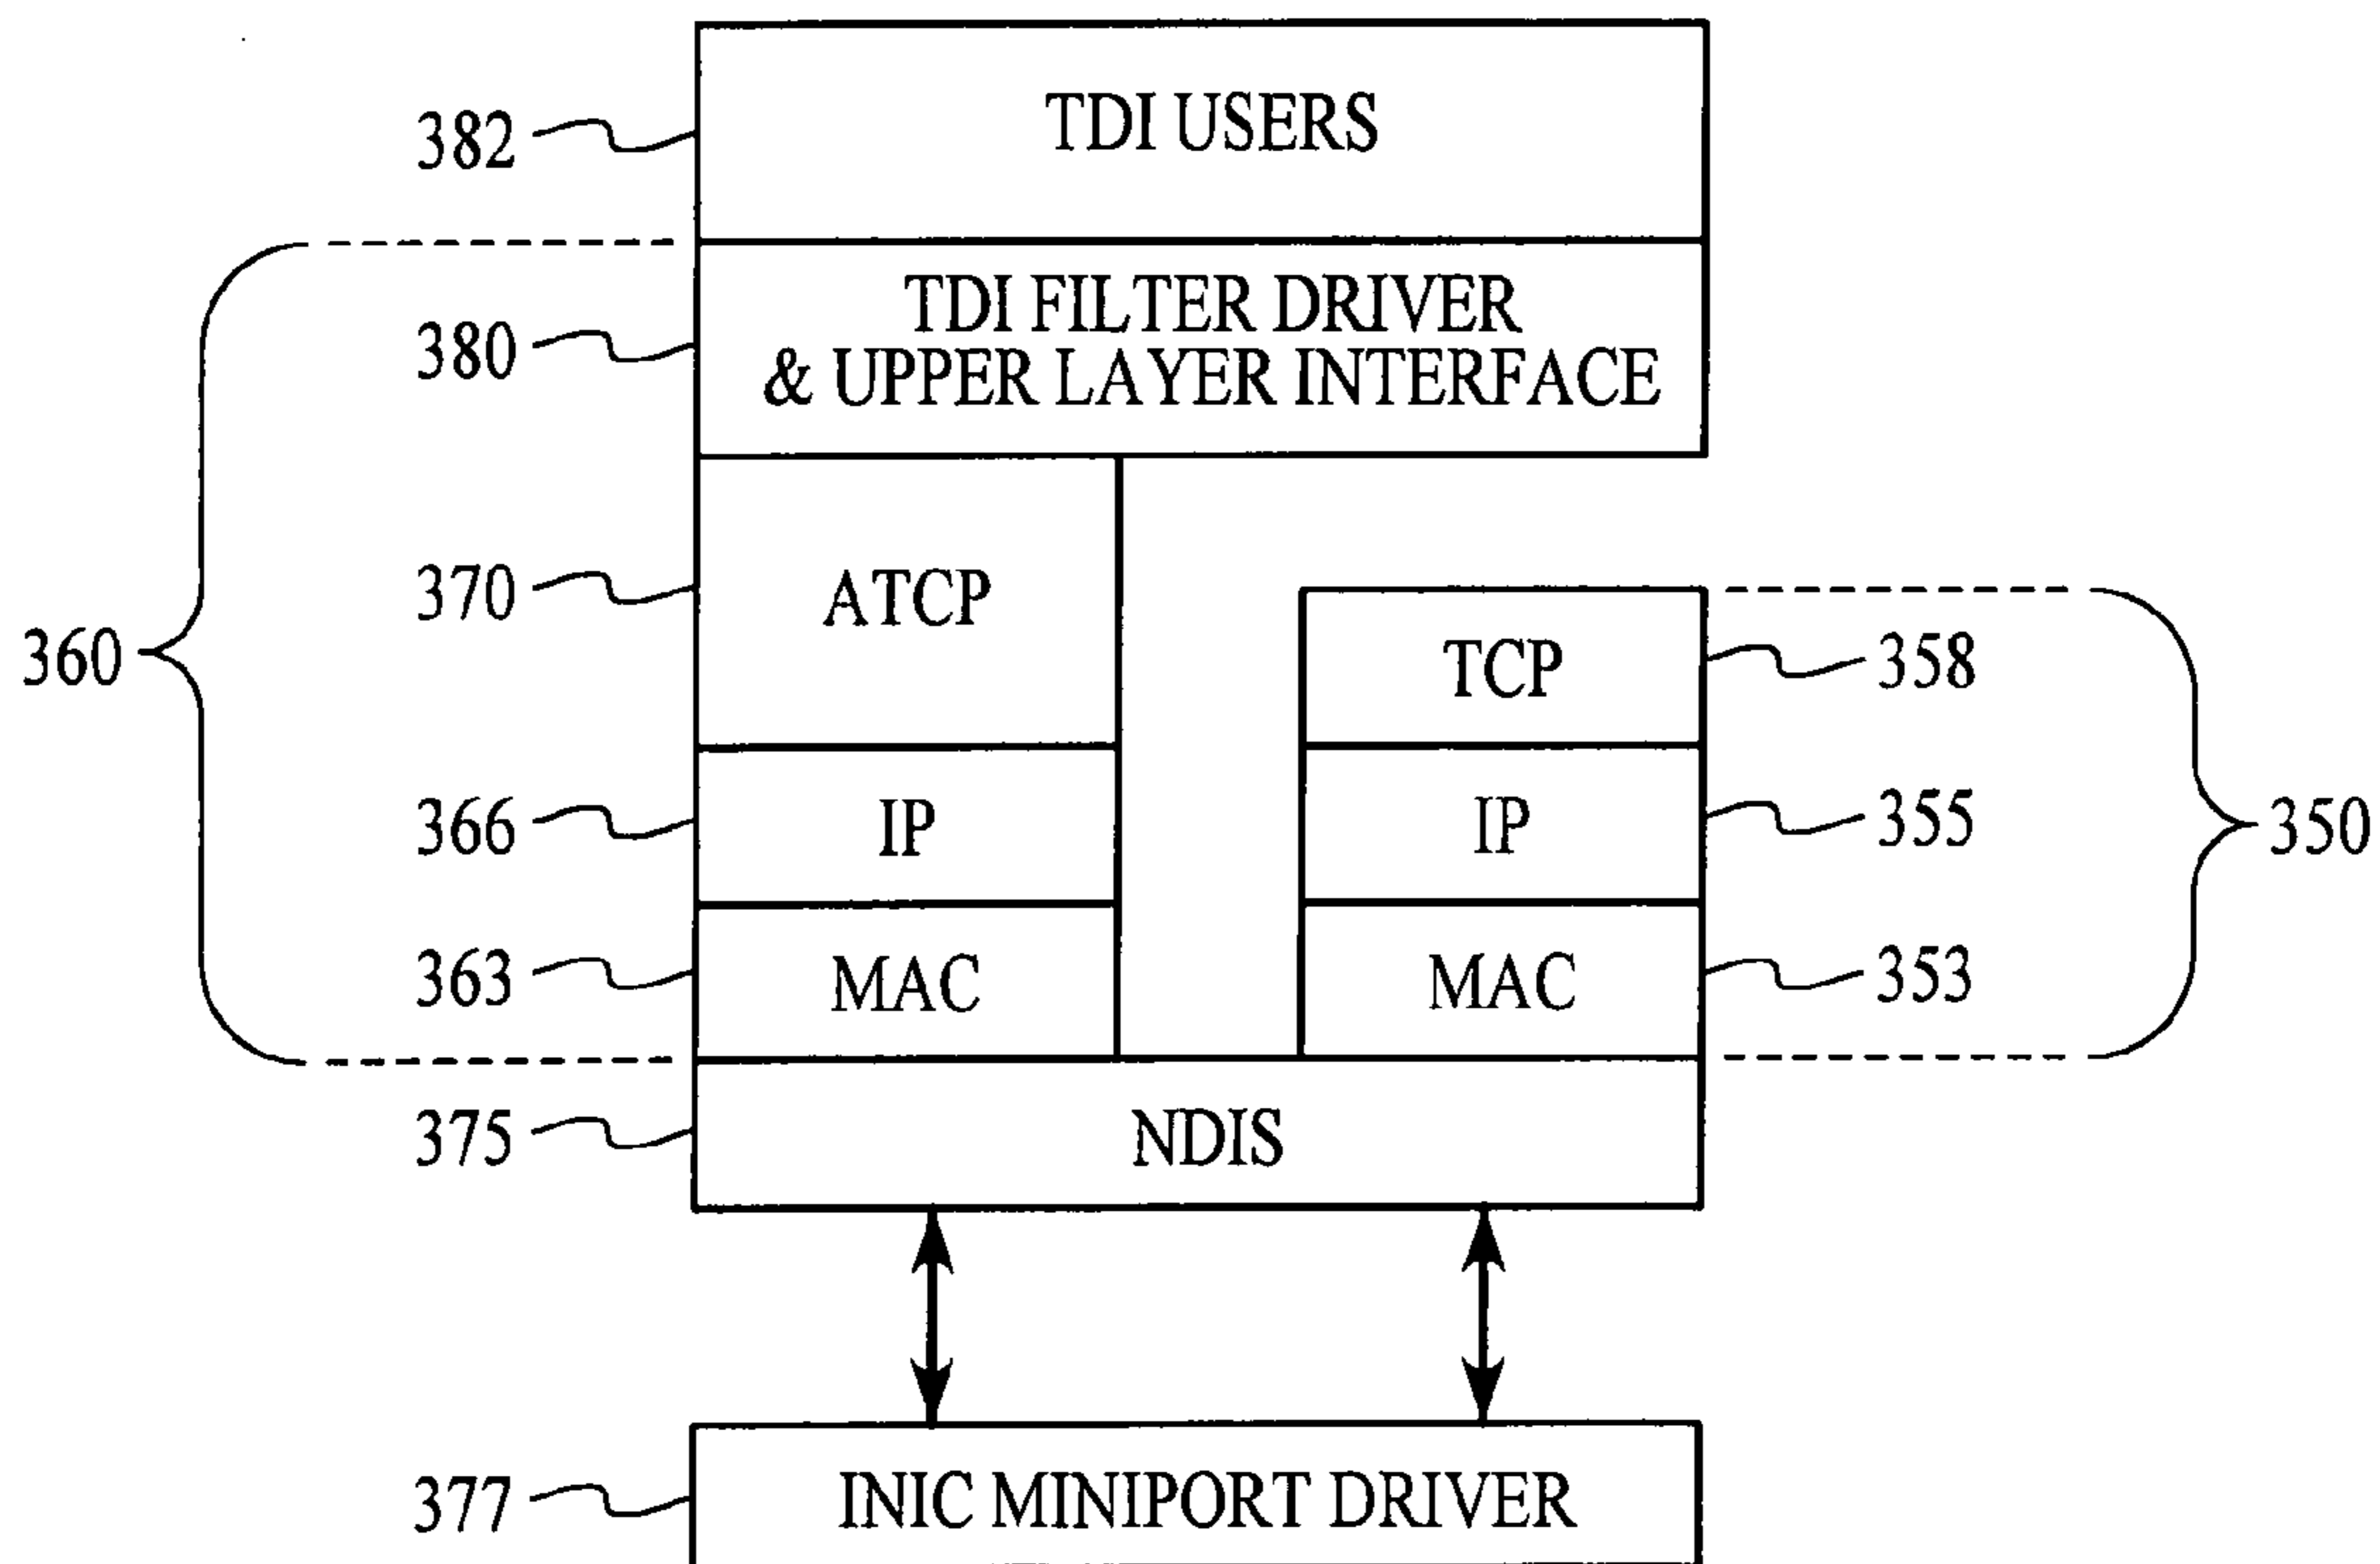 TDI USERS
382
TDI FILTER DRIVER
& UPPER LAYER INTERFACE
380
ATCP
370
360
TCP
358
IP
366
IP
355
350
MAC
363
MAC
353
NDIS
375
INIC MINIPORT DRIVER
377